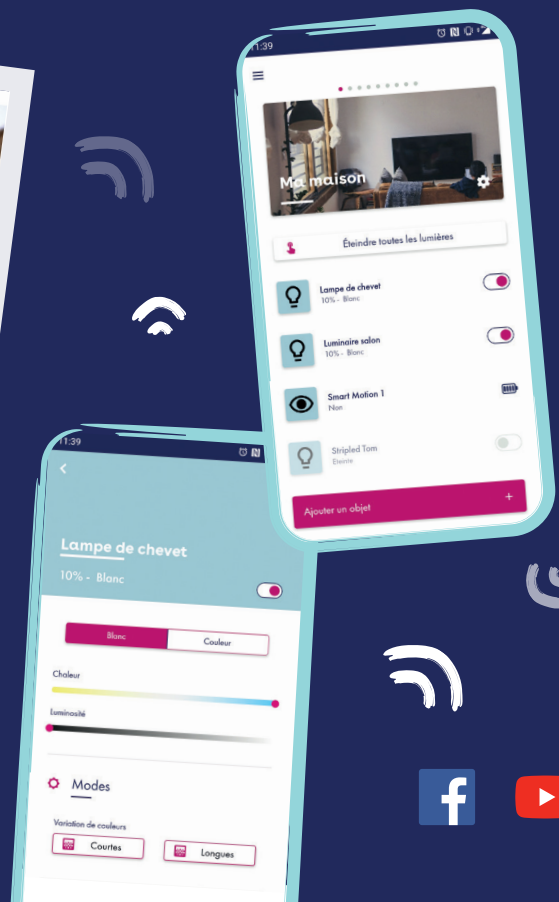 11:39
Ma maison
Éteindre toutes les lumières
Lampe de chevet
10% - Blanc
Luminaire salon
10% - Blanc
Smart Motion 1
Non
Stripled Tom
Eteinte
Ajouter un objet +
11:39
Lampe de chevet
10% - Blanc
Blanc Couleur
Chaleur
Luminosité
Modes
Variation de couleurs
Courtes Longues
f